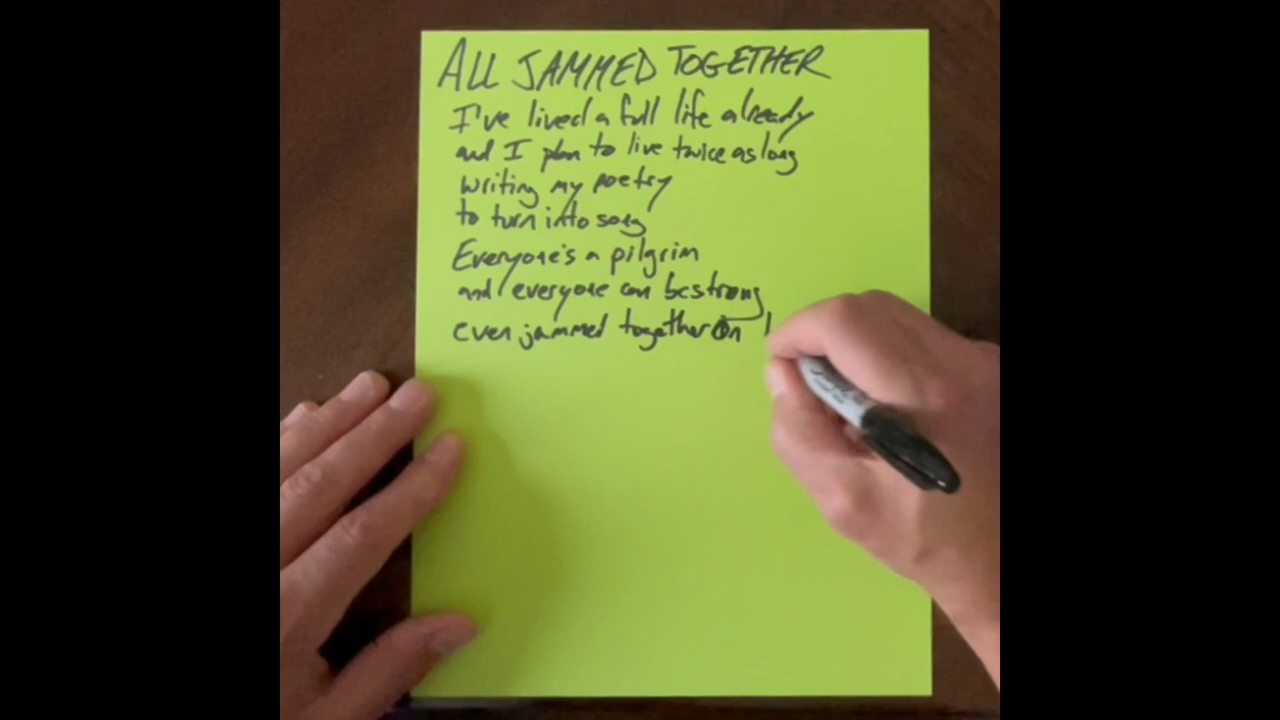 ALL JAMMED TOGETHER
I've lived a full life already
and I plan to live twice as long
writing my poetry
to turn into song
Everyone's a pilgrim
and everyone can be strong
even jammed together on